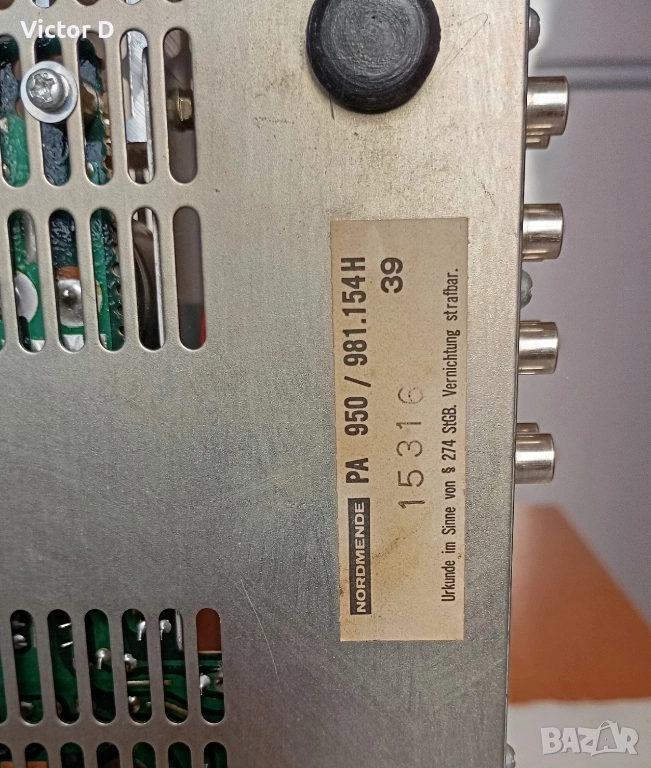 Victor D
NORDMENDE PA 950 / 981.154H
15316 39
Urkunde im Sinne von § 274 StGB. Vernichtung strafbar.
BAZAR